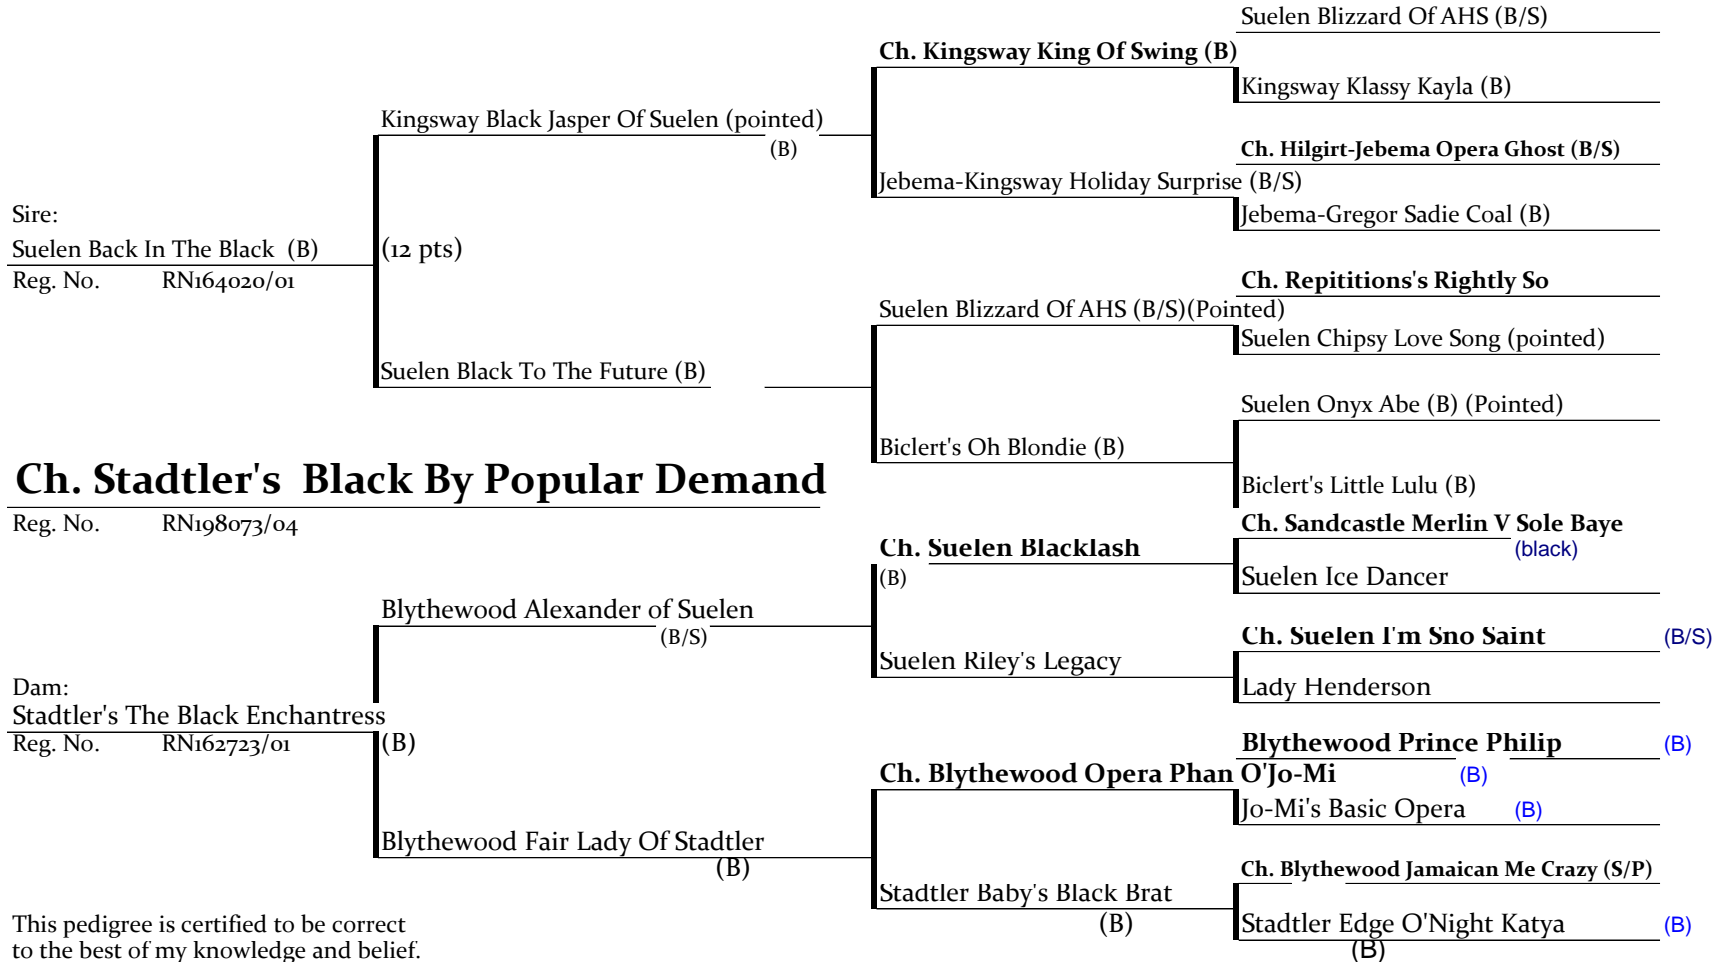 Suelen Blizzard Of AHS (B/S)
Ch. Kingsway King Of Swing (B)
Kingsway Klassy Kayla (B)
Kingsway Black Jasper Of Suelen (pointed)
(B)
Ch. Hilgirt-Jebema Opera Ghost (B/S)
Jebema-Kingsway Holiday Surprise (B/S)
Jebema-Gregor Sadie Coal (B)
Sire:
Suelen Back In The Black (B)
(12 pts)
Reg. No. RN164020/01
Ch. Repititions's Rightly So
Suelen Blizzard Of AHS (B/S)(Pointed)
Suelen Chipsy Love Song (pointed)
Suelen Black To The Future (B)
Suelen Onyx Abe (B) (Pointed)
Biclert's Oh Blondie (B)
Biclert's Little Lulu (B)
Ch. Stadtler's Black By Popular Demand
Reg. No. RN198073/04
Ch. Sandcastle Merlin V Sole Baye
(black)
Ch. Suelen Blacklash
(B)
Suelen Ice Dancer
Blythewood Alexander of Suelen
(B/S)
Ch. Suelen I'm Sno Saint (B/S)
Suelen Riley's Legacy
Lady Henderson
Dam:
Stadtler's The Black Enchantress
(B)
Reg. No. RN162723/01
Blythewood Prince Philip (B)
Ch. Blythewood Opera Phan O'Jo-Mi (B)
Jo-Mi's Basic Opera (B)
Blythewood Fair Lady Of Stadtler
(B)
Ch. Blythewood Jamaican Me Crazy (S/P)
Stadtler Baby's Black Brat
(B)
Stadtler Edge O'Night Katya (B)
(B)
This pedigree is certified to be correct
to the best of my knowledge and belief.